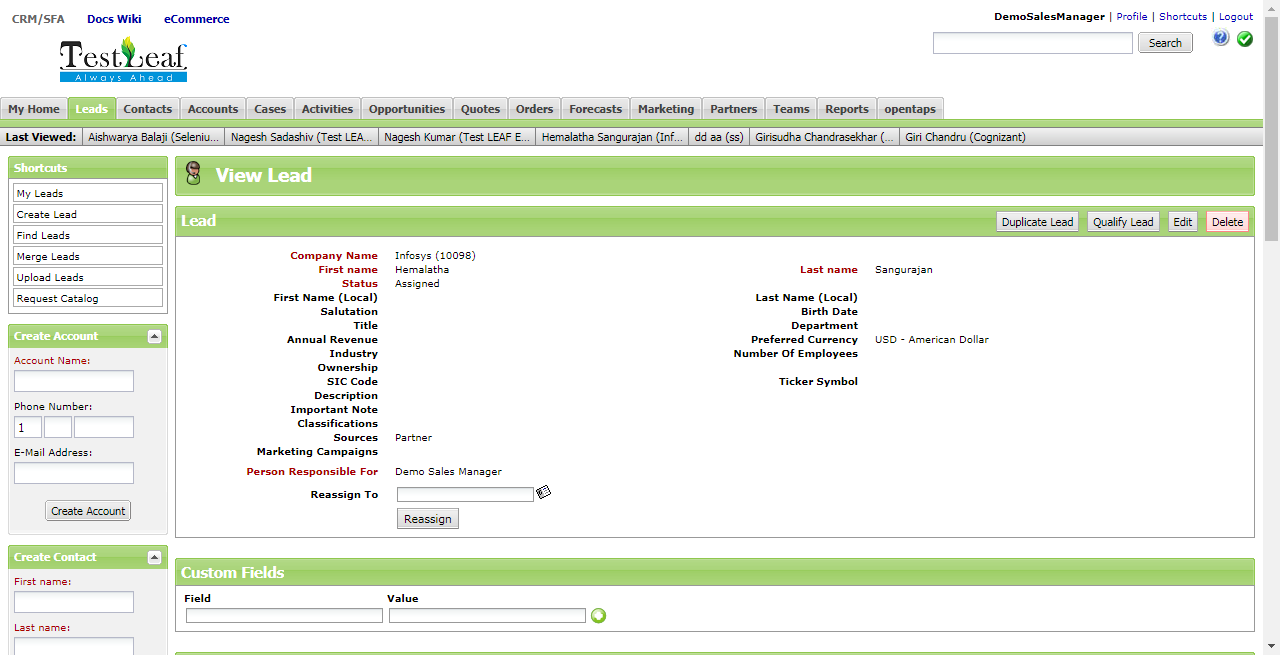 CRM/SFA Docs Wiki eCommerce
DemoSalesManager | Profile | Shortcuts | Logout
TestLeaf
Always Ahead
Search
My Home Leads Contacts Accounts Cases Activities Opportunities Quotes Orders Forecasts Marketing Partners Teams Reports opentaps
Last Viewed: Aishwarya Balaji (Seleniu... Nagesh Sadashiv (Test LEA... Nagesh Kumar (Test LEAF E... Hemalatha Sangurajan (Inf... dd aa (ss) Girisudha Chandrasekhar (... Giri Chandru (Cognizant)
Shortcuts
My Leads
Create Lead
Find Leads
Merge Leads
Upload Leads
Request Catalog
Create Account
Account Name:
Phone Number:
1
E-Mail Address:
Create Account
Create Contact
First name:
Last name:
View Lead
Lead Duplicate Lead Qualify Lead Edit Delete
Company Name Infosys (10098)
First name Hemalatha Last name Sangurajan
Status Assigned
First Name (Local) Last Name (Local)
Salutation Birth Date
Title Department
Annual Revenue Preferred Currency USD - American Dollar
Industry Number Of Employees
Ownership
SIC Code Ticker Symbol
Description
Important Note
Classifications
Sources Partner
Marketing Campaigns
Person Responsible For Demo Sales Manager
Reassign To
Reassign
Custom Fields
Field Value